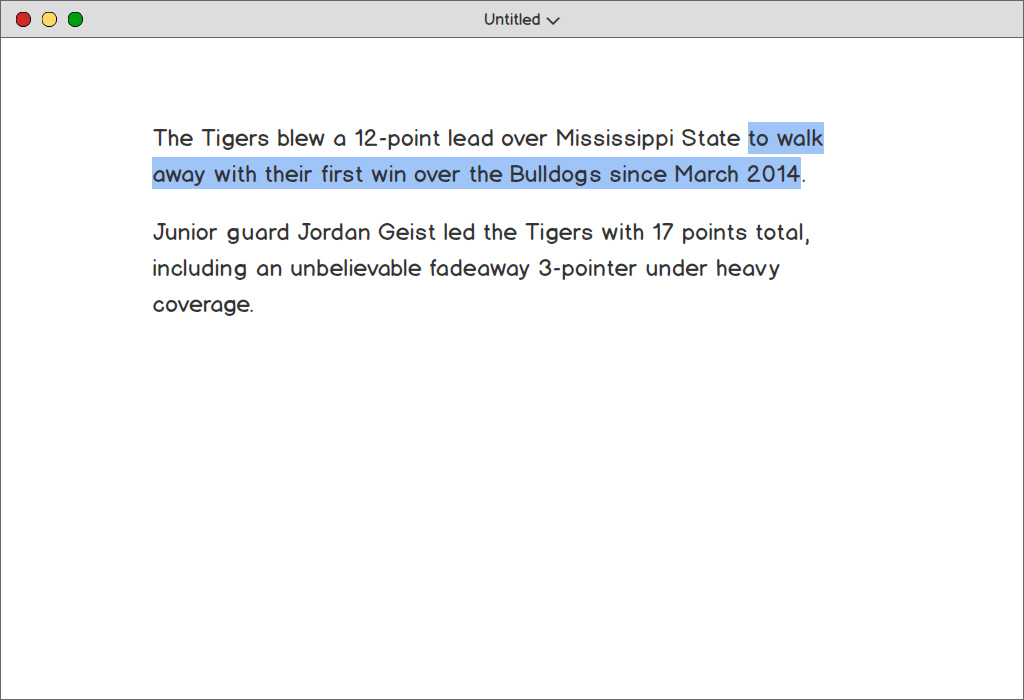 Untitled
The Tigers blew a 12-point lead over Mississippi State to walk
away with their first win over the Bulldogs since March 2014.
Junior guard Jordan Geist led the Tigers with 17 points total,
including an unbelievable fadeaway 3-pointer under heavy
coverage.